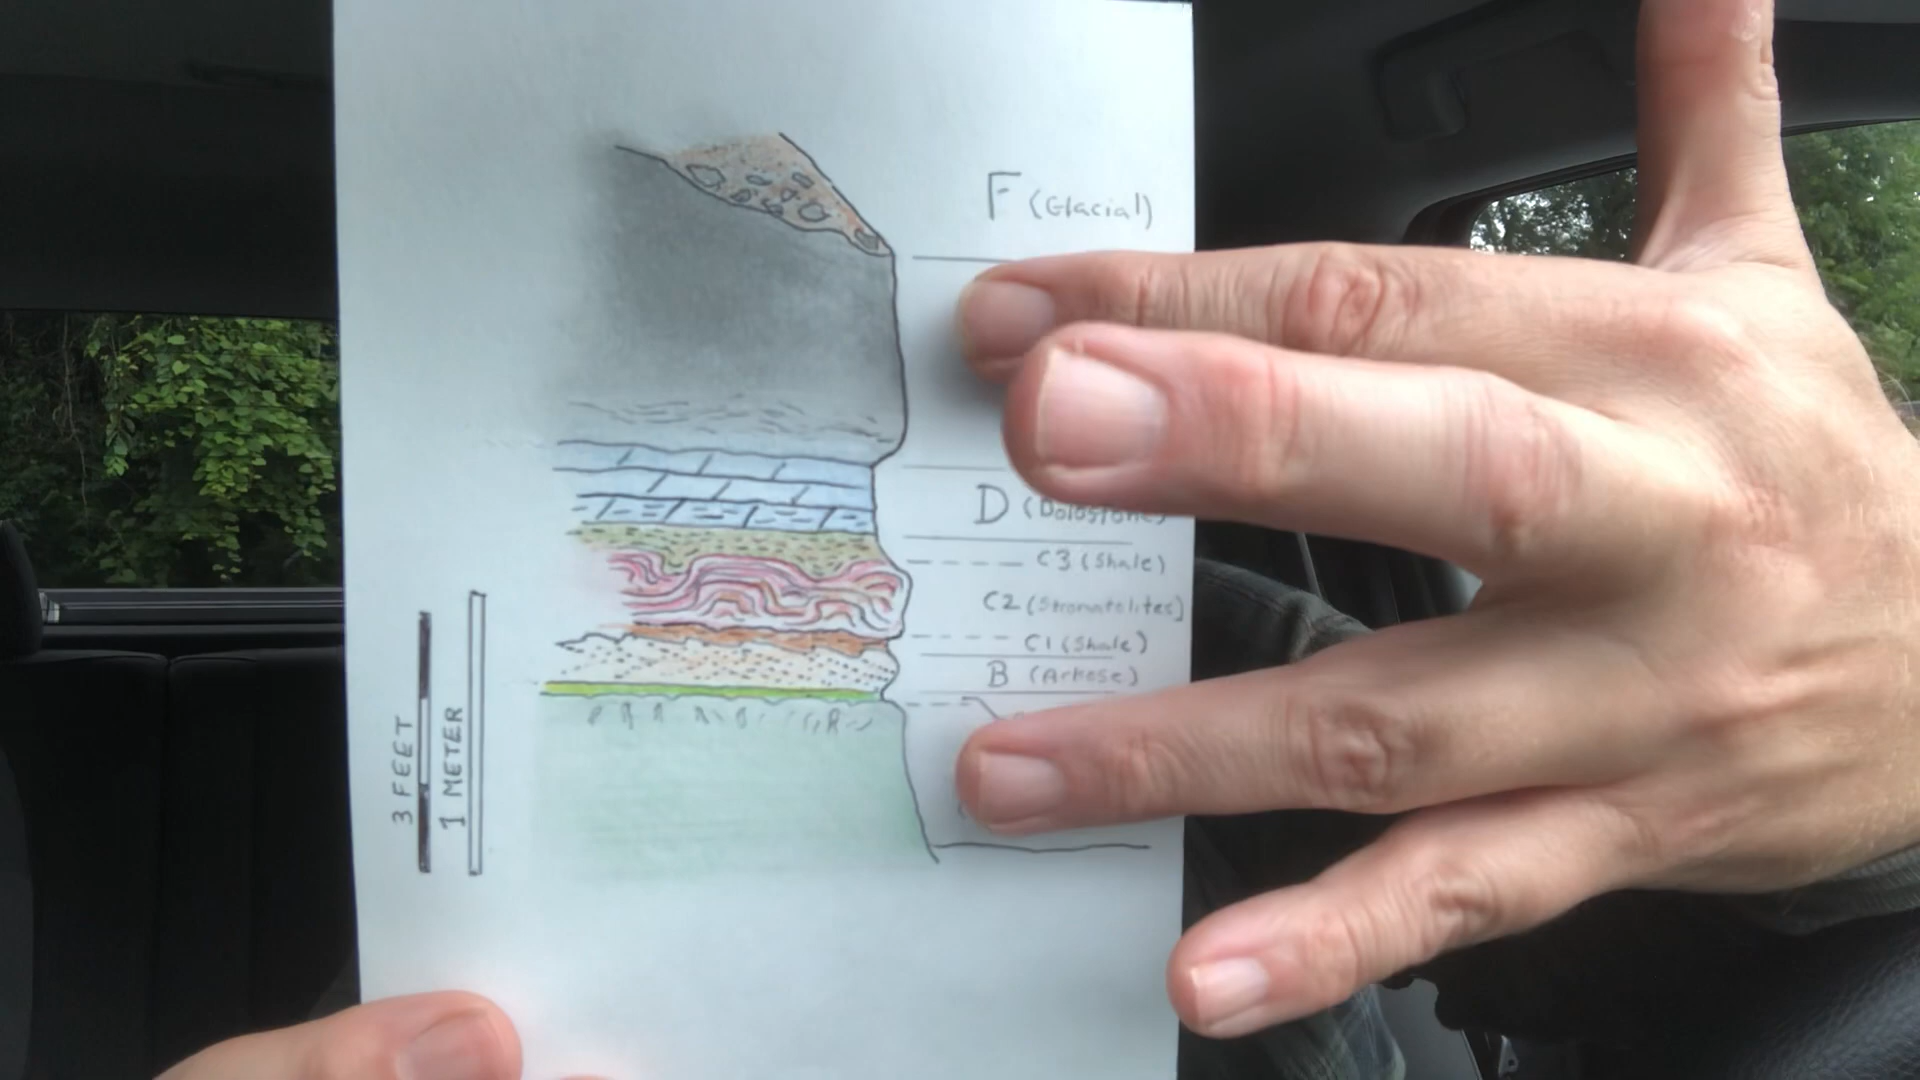 F (Glacial)
D (Dolostone)
C3 (Shale)
C2 (Stromatolites)
C1 (Shale)
B (Arkose)
3 FEET
1 METER